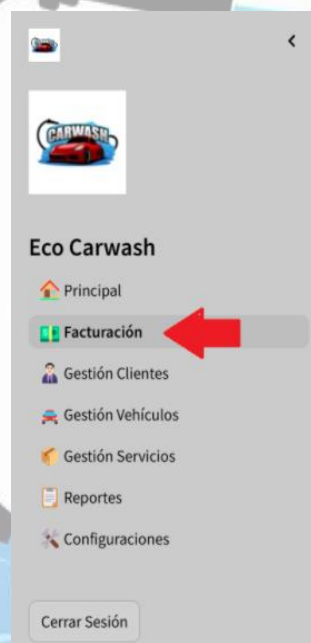 CARWASH
Eco Carwash
Principal
Facturación
Gestión Clientes
Gestión Vehículos
Gestión Servicios
Reportes
Configuraciones
Cerrar Sesión